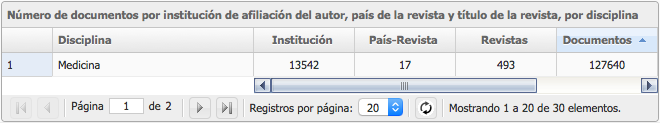 Número de documentos por institución de afiliación del autor, país de la revista y título de la revista, por disciplina
Disciplina Institución País-Revista Revistas Documentos
1 Medicina 13542 17 493 127640
Página 1 de 2 Registros por página: 20 Mostrando 1 a 20 de 30 elementos.